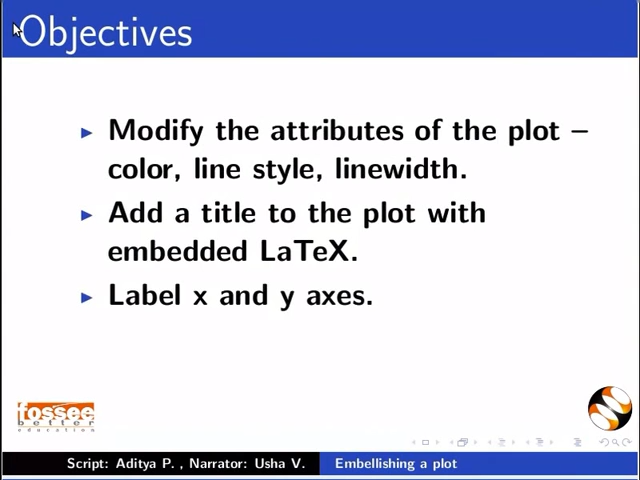 Objectives
Modify the attributes of the plot –
color, line style, linewidth.
Add a title to the plot with
embedded LaTeX.
Label x and y axes.
fossee
better
education
Script: Aditya P. , Narrator: Usha V.
Embellishing a plot